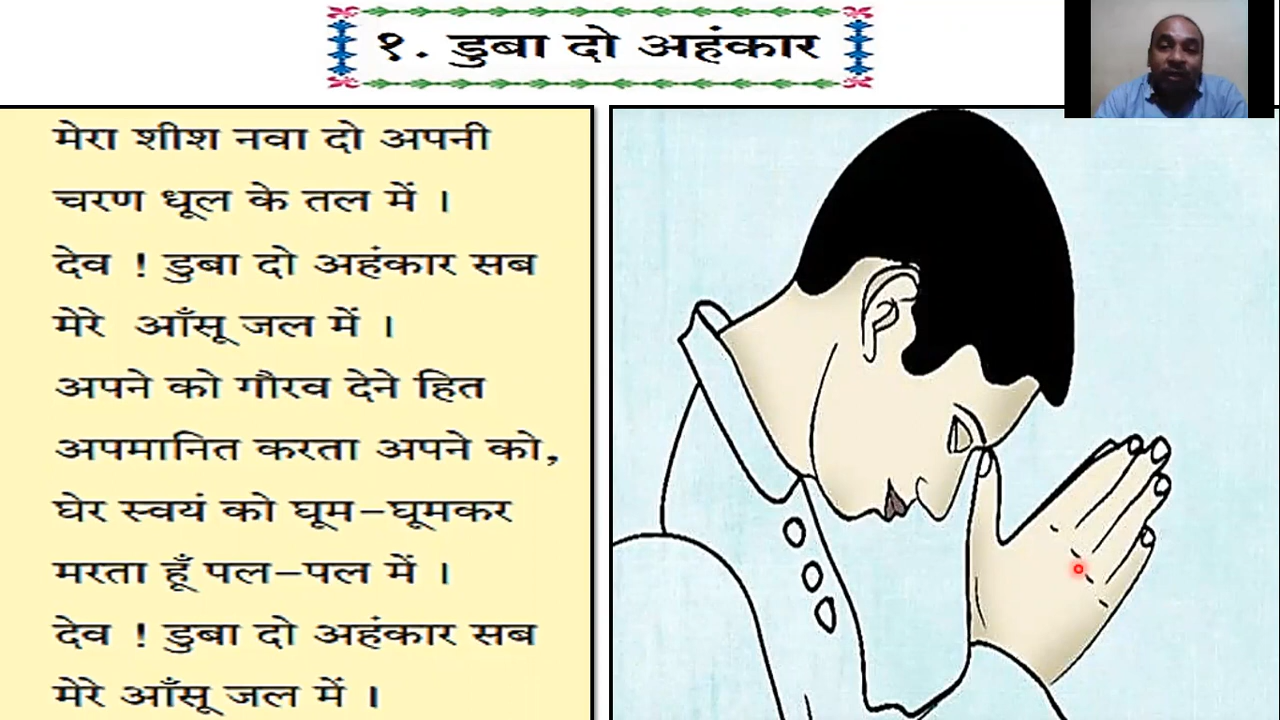 १. डुबा दो अहंकार
मेरा शीश नवा दो अपनी
चरण धूल के तल में ।
देव ! डुबा दो अहंकार सब
मेरे आँसू जल में ।
अपने को गौरव देने हित
अपमानित करता अपने को,
घेर स्वयं को घूम-घूमकर
मरता हूँ पल-पल में ।
देव ! डुबा दो अहंकार सब
मेरे आँसू जल में ।